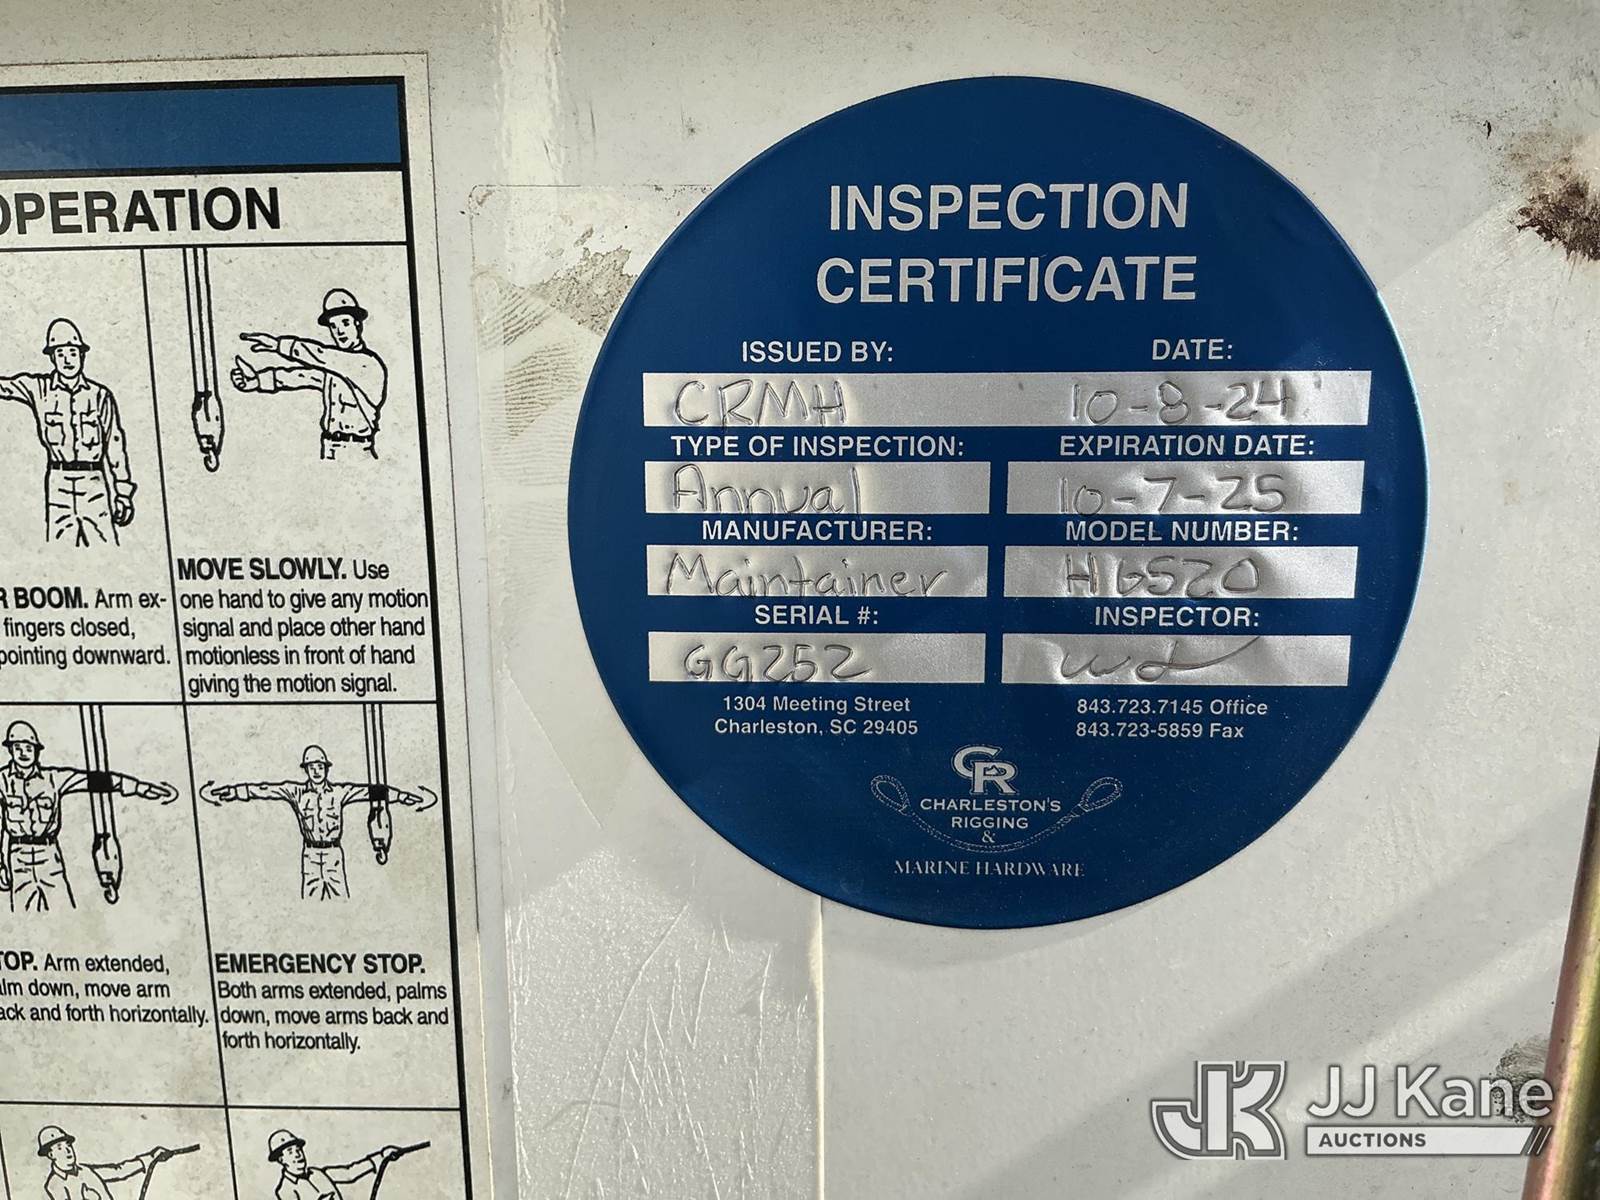 OPERATION
R BOOM. Arm ex-
fingers closed,
pointing downward.
MOVE SLOWLY. Use
one hand to give any motion
signal and place other hand
motionless in front of hand
giving the motion signal.
TOP. Arm extended,
alm down, move arm
ack and forth horizontally.
EMERGENCY STOP.
Both arms extended, palms
down, move arms back and
forth horizontally.
INSPECTION
CERTIFICATE
ISSUED BY: DATE:
CRMH 10-8-24
TYPE OF INSPECTION: EXPIRATION DATE:
Annual 10-7-25
MANUFACTURER: MODEL NUMBER:
Maintainer H6520
SERIAL #: INSPECTOR:
GG252
1304 Meeting Street 843.723.7145 Office
Charleston, SC 29405 843.723-5859 Fax
CR
CHARLESTON'S
RIGGING
&
MARINE HARDWARE
JK JJ Kane
AUCTIONS